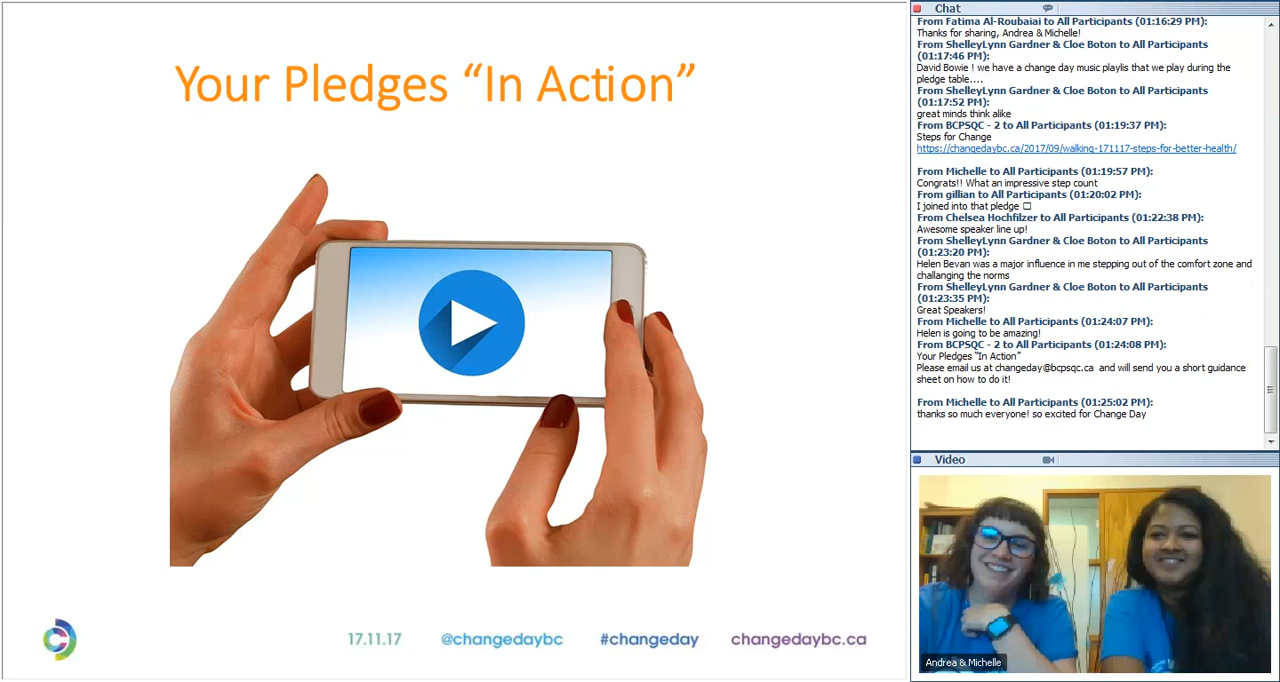 Your Pledges “In Action”
17.11.17
@changedaybc
#changeday
changedaybc.ca
Chat
From Fatima Al-Roubaiai to All Participants (01:16:29 PM):
Thanks for sharing, Andrea & Michelle!
From ShelleyLynn Gardner & Cloe Boton to All Participants
(01:17:46 PM):
David Bowie ! we have a change day music playlis that we play during the
pledge table....
From ShelleyLynn Gardner & Cloe Boton to All Participants
(01:17:52 PM):
great minds think alike
From BCPSQC - 2 to All Participants (01:19:37 PM):
Steps for Change
https://changedaybc.ca/2017/09/walking-171117-steps-for-better-health/
From Michelle to All Participants (01:19:57 PM):
Congrats!! What an impressive step count
From gillian to All Participants (01:20:02 PM):
I joined into that pledge
From Chelsea Hochfilzer to All Participants (01:22:38 PM):
Awesome speaker line up!
From ShelleyLynn Gardner & Cloe Boton to All Participants
(01:23:20 PM):
Helen Bevan was a major influence in me stepping out of the comfort zone and
challanging the norms
From ShelleyLynn Gardner & Cloe Boton to All Participants
(01:23:35 PM):
Great Speakers!
From Michelle to All Participants (01:24:07 PM):
Helen is going to be amazing!
From BCPSQC - 2 to All Participants (01:24:08 PM):
Your Pledges “In Action”
Please email us at changeday@bcpsqc.ca and will send you a short guidance
sheet on how to do it!
From Michelle to All Participants (01:25:02 PM):
thanks so much everyone! so excited for Change Day
Video
Andrea & Michelle